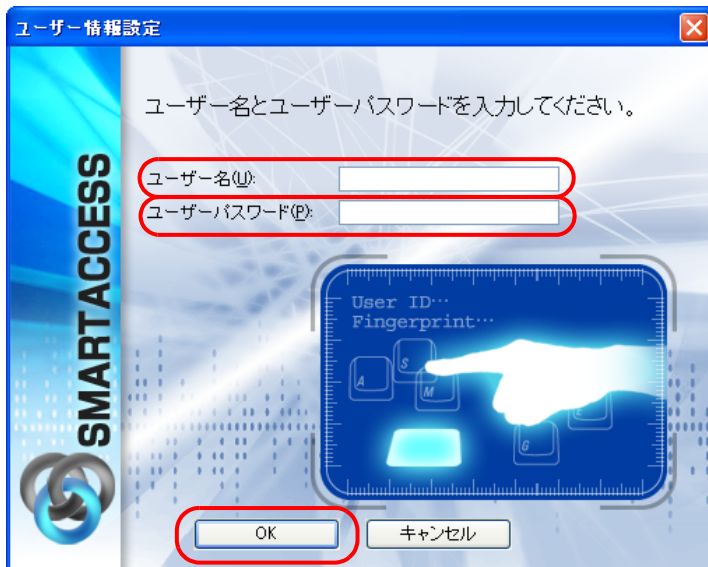 ユーザー情報設定
ユーザー名とユーザーパスワードを入力してください。
ユーザー名(U):
ユーザーパスワード(P):
SMARTACCESS
User ID…
Fingerprint…
A
S
M
G
E
OK
キャンセル